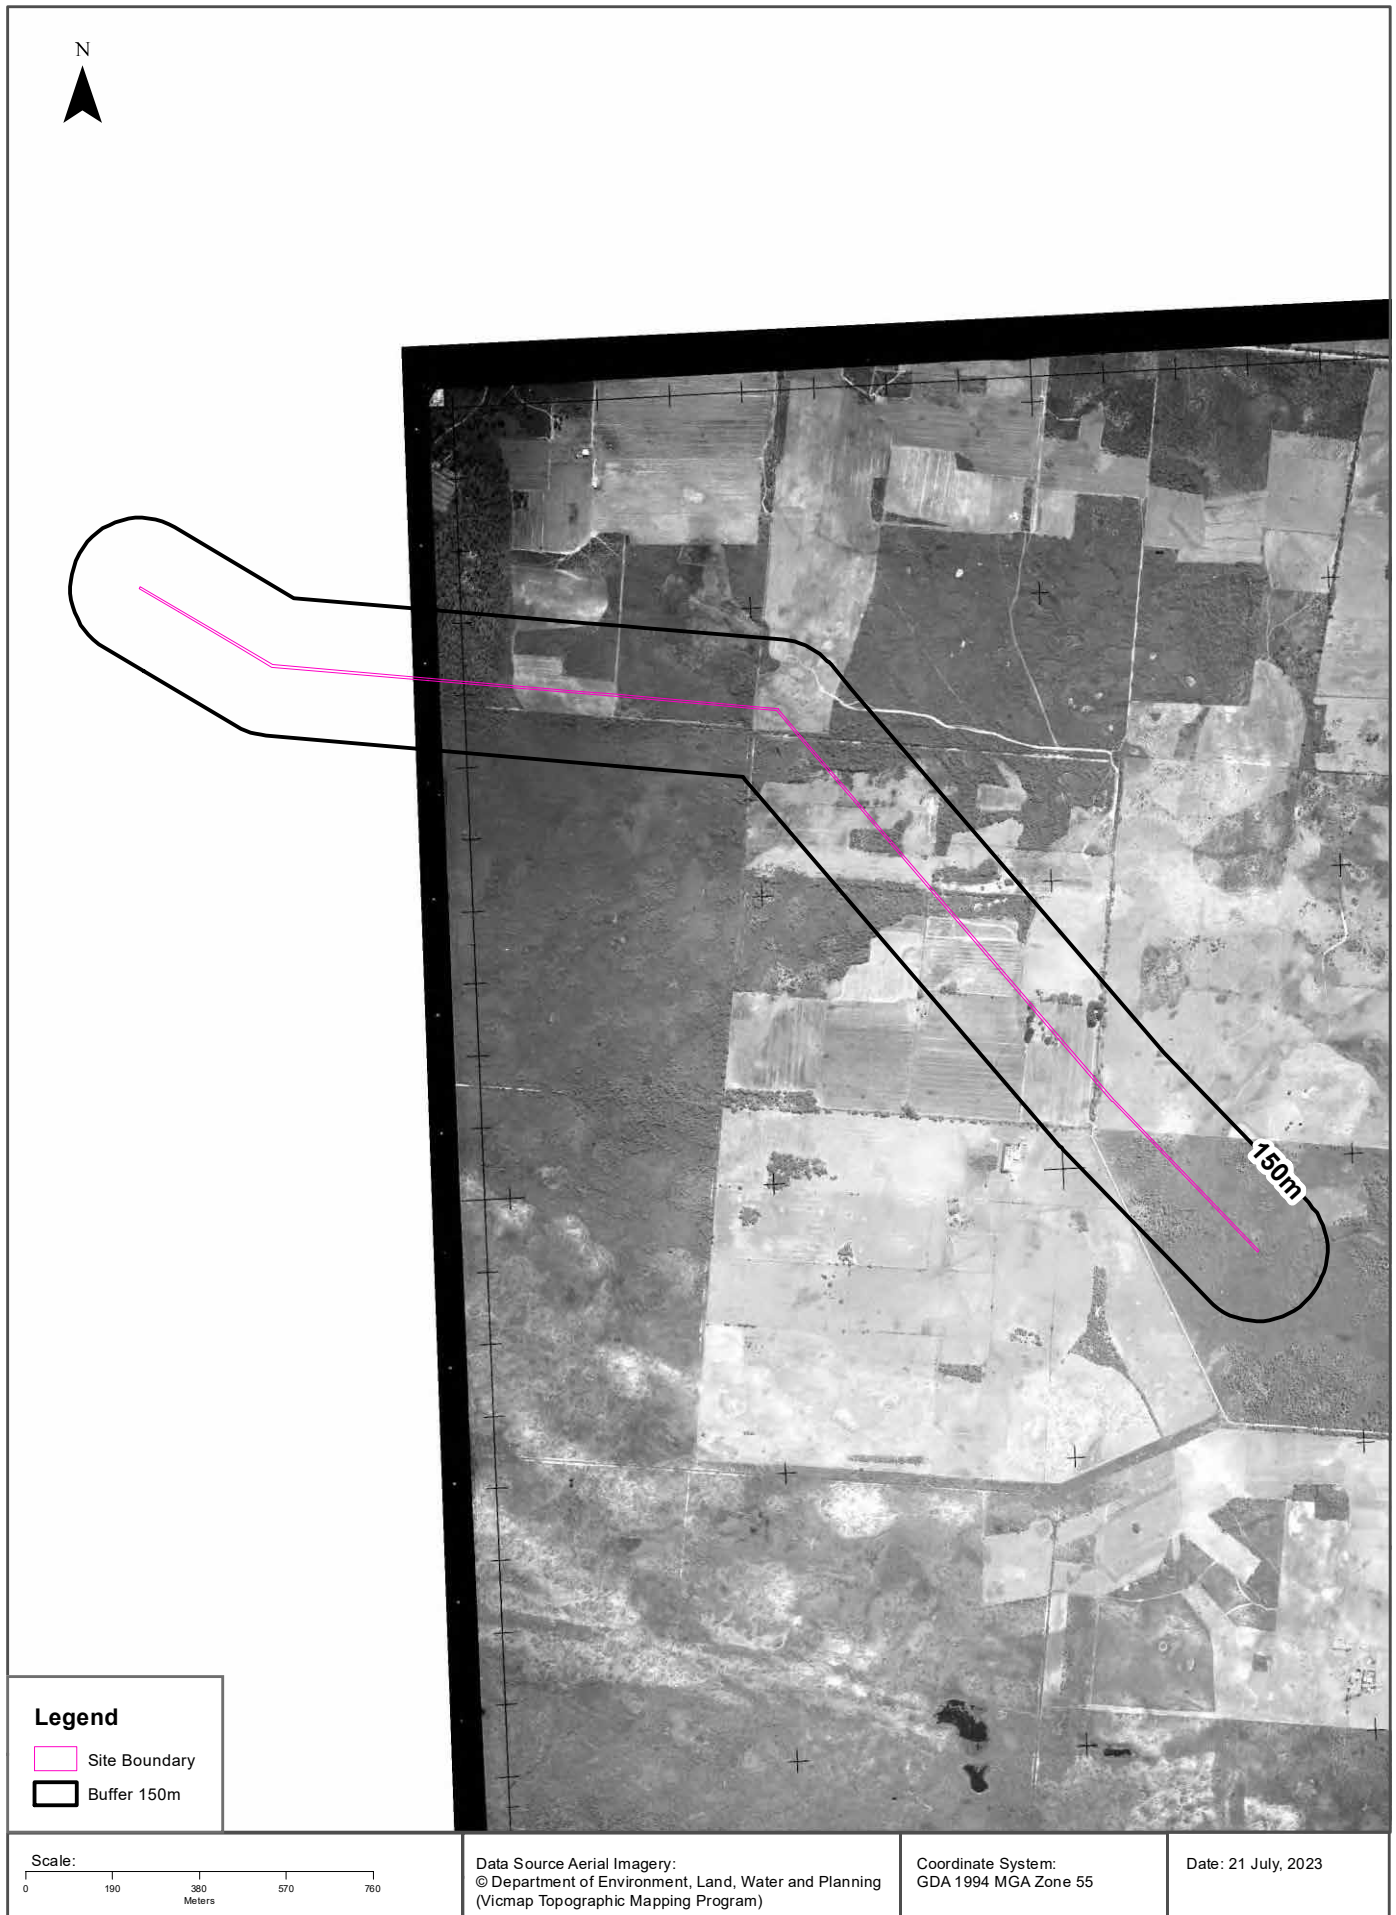 N
150m
Legend
Site Boundary
Buffer 150m
Scale:
0 190 380 570 760
Meters
Data Source Aerial Imagery:
© Department of Environment, Land, Water and Planning
(Vicmap Topographic Mapping Program)
Coordinate System:
GDA 1994 MGA Zone 55
Date: 21 July, 2023